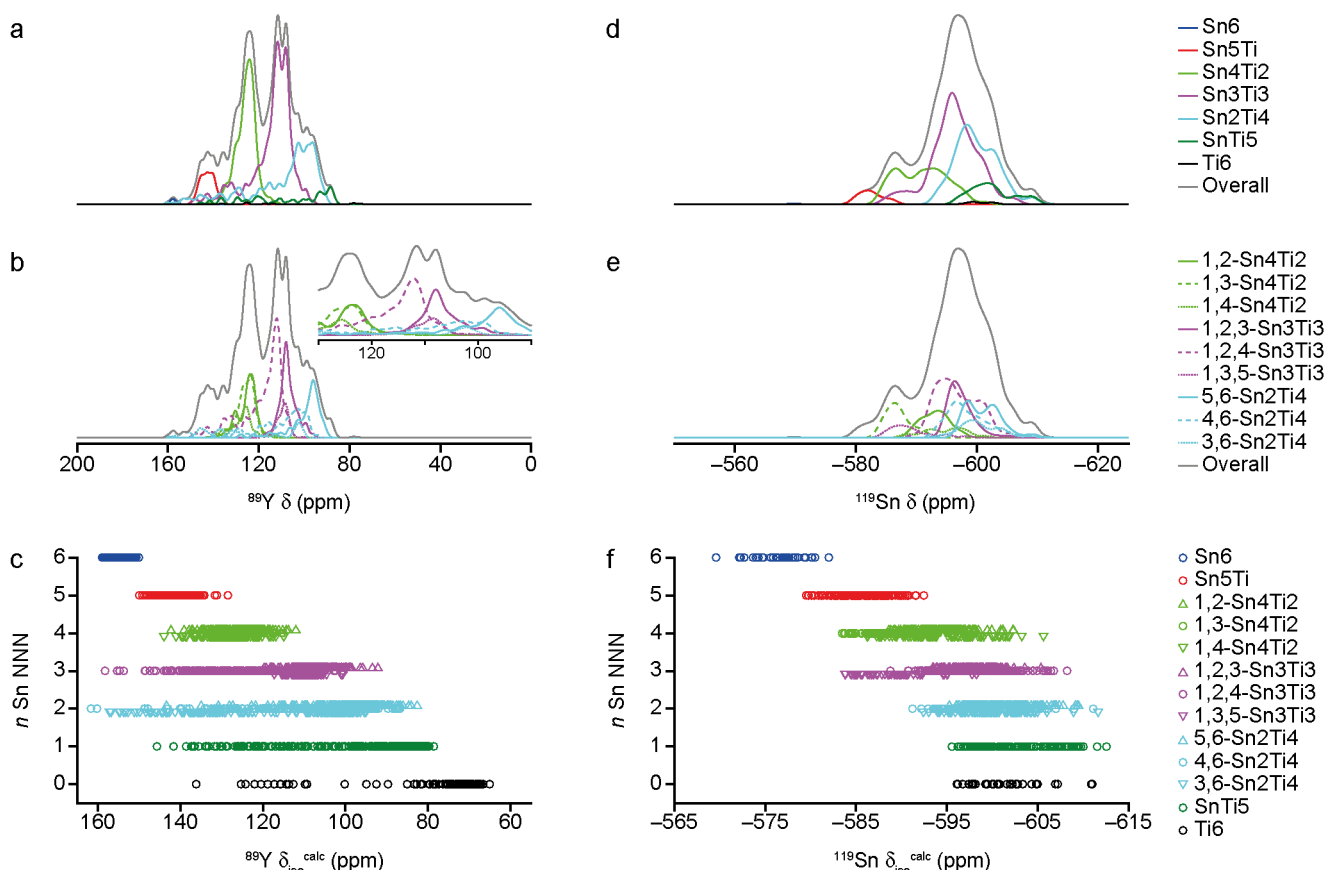 a
d
Sn6
Sn5Ti
Sn4Ti2
Sn3Ti3
Sn2Ti4
SnTi5
Ti6
Overall
b
120
100
200
160
120
80
40
0
⁸⁹Y δ (ppm)
e
–560
–580
–600
–620
¹¹⁹Sn δ (ppm)
1,2-Sn4Ti2
1,3-Sn4Ti2
1,4-Sn4Ti2
1,2,3-Sn3Ti3
1,2,4-Sn3Ti3
1,3,5-Sn3Ti3
5,6-Sn2Ti4
4,6-Sn2Ti4
3,6-Sn2Ti4
Overall
c
n Sn NNN
6
5
4
3
2
1
0
160
140
120
100
80
60
⁸⁹Y δiso calc (ppm)
f
n Sn NNN
6
5
4
3
2
1
0
–565
–575
–585
–595
–605
–615
¹¹⁹Sn δiso calc (ppm)
Sn6
Sn5Ti
1,2-Sn4Ti2
1,3-Sn4Ti2
1,4-Sn4Ti2
1,2,3-Sn3Ti3
1,2,4-Sn3Ti3
1,3,5-Sn3Ti3
5,6-Sn2Ti4
4,6-Sn2Ti4
3,6-Sn2Ti4
SnTi5
Ti6